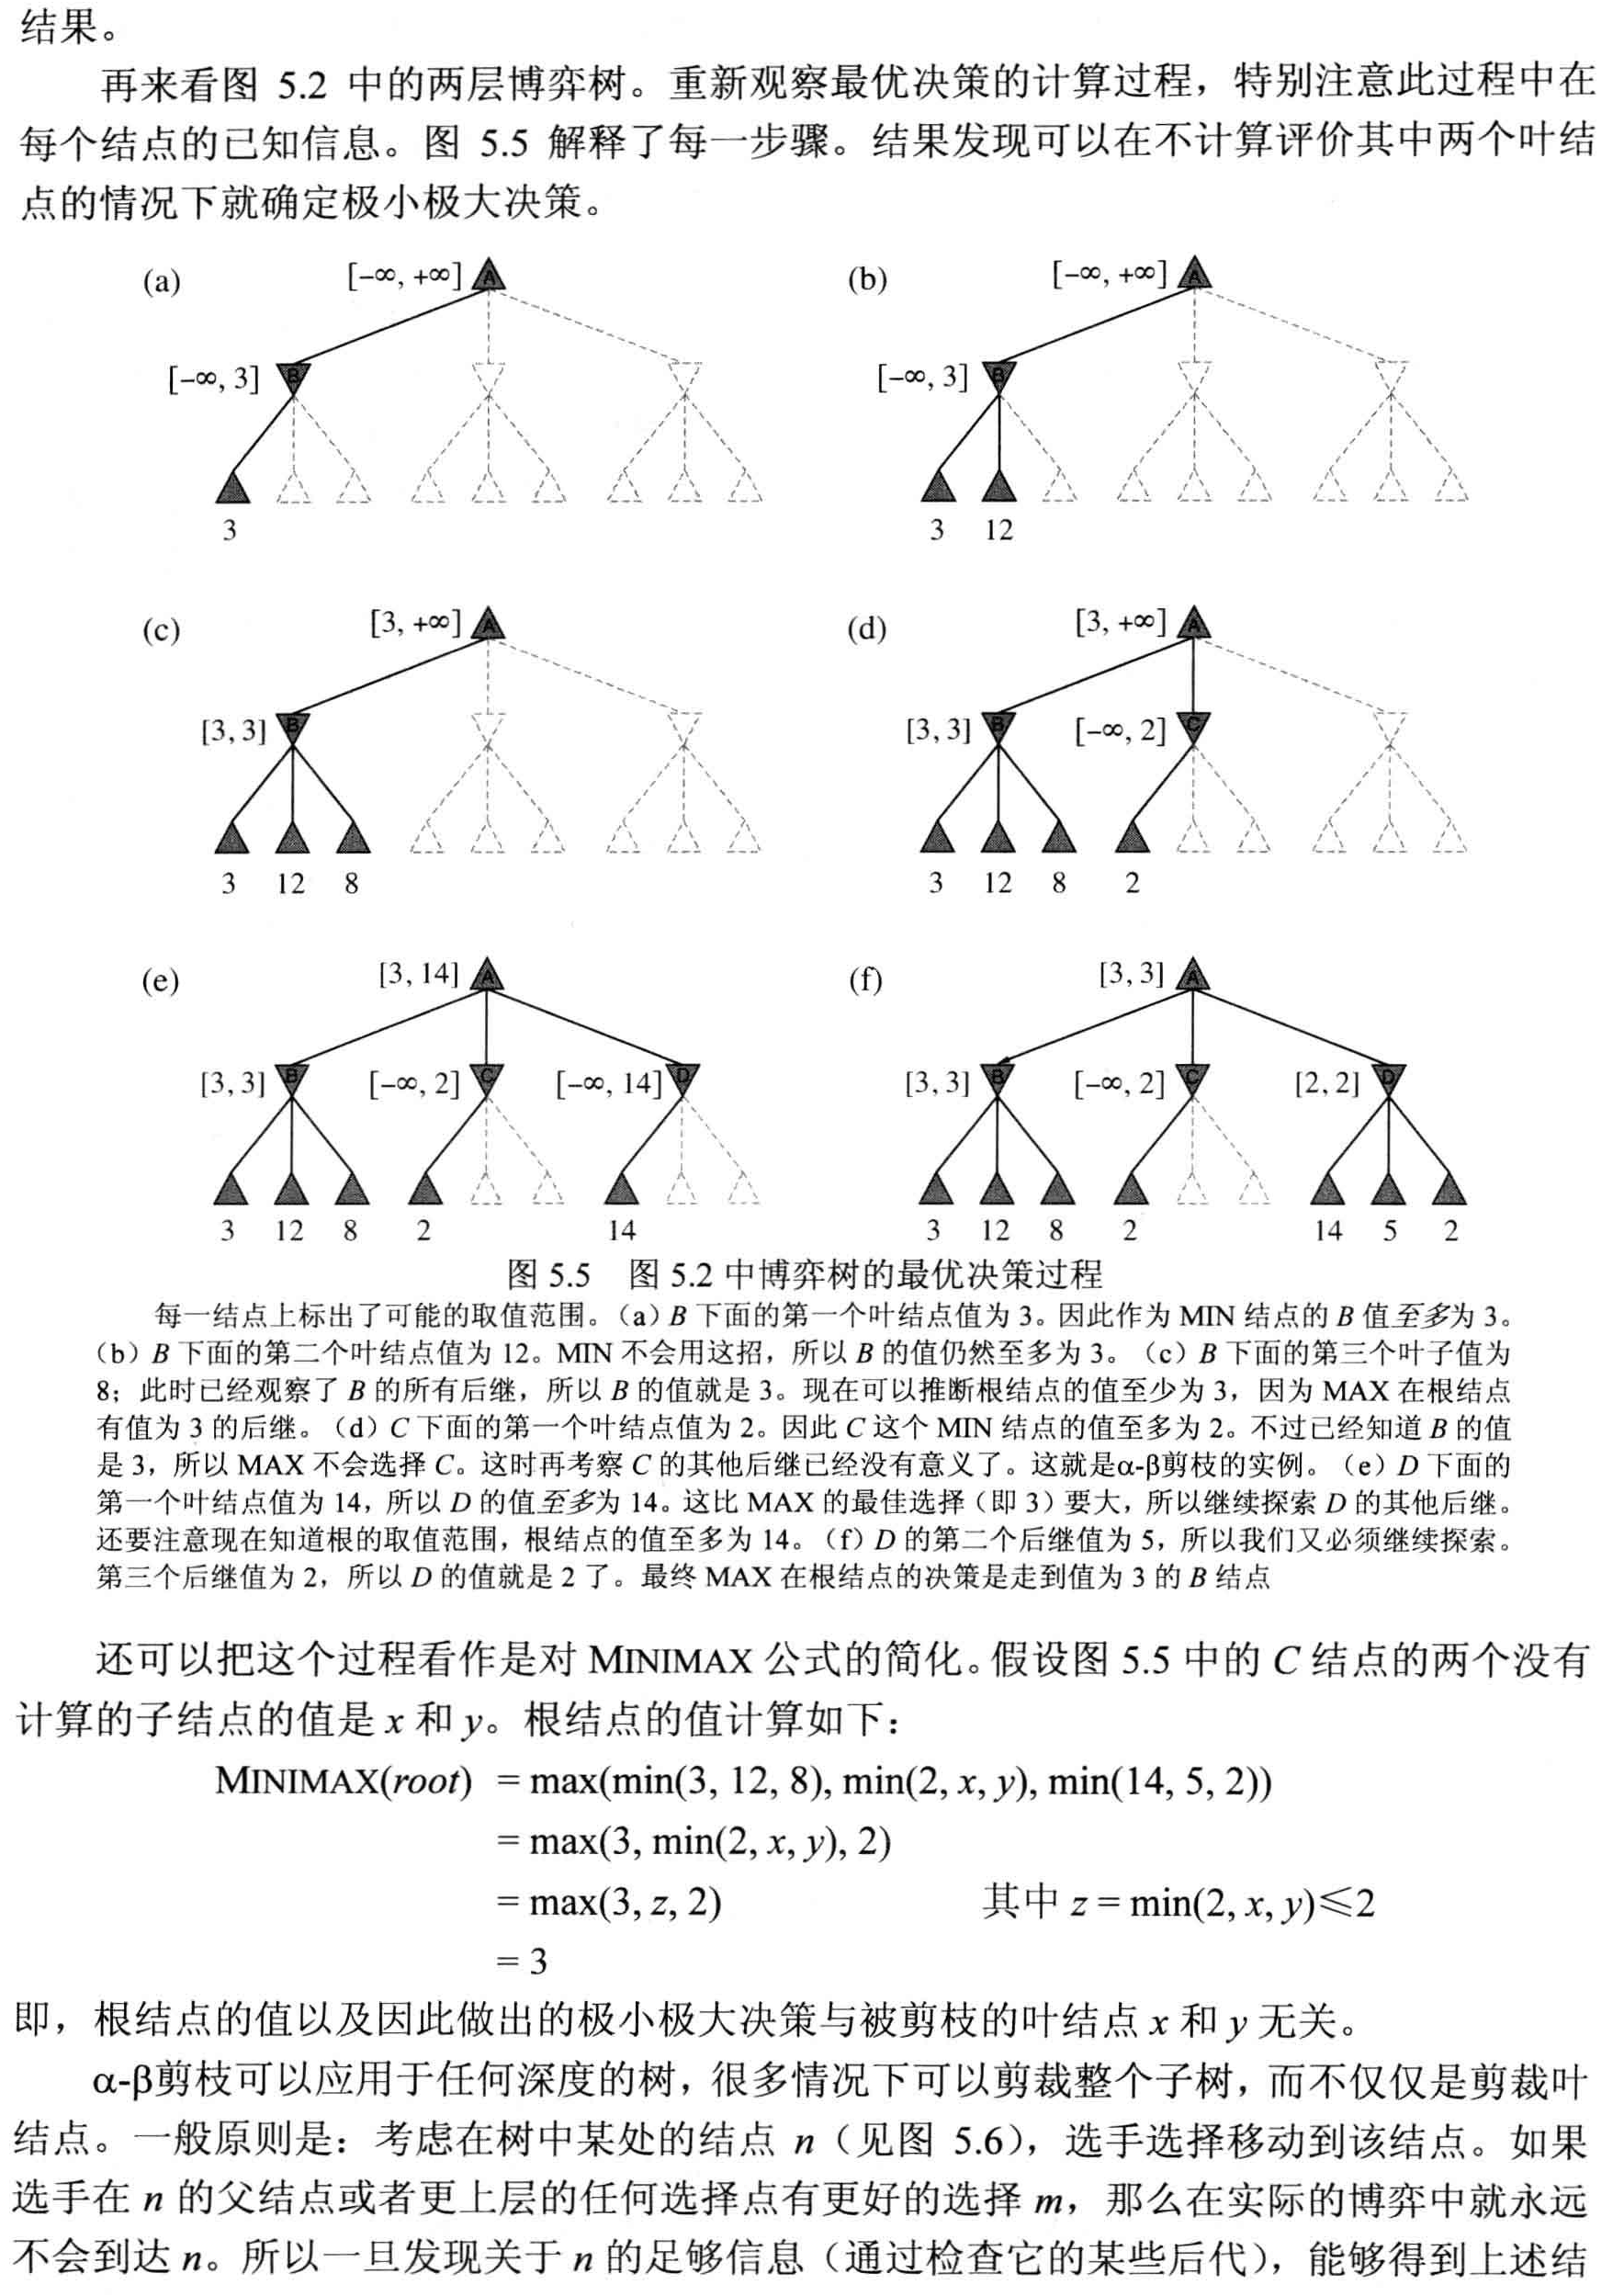 结果。
再来看图 5.2 中的两层博弈树。重新观察最优决策的计算过程，特别注意此过程中在
每个结点的已知信息。图 5.5 解释了每一步骤。结果发现可以在不计算评价其中两个叶结
点的情况下就确定极小极大决策。
(a) [-∞, +∞] A
[-∞, 3] B
3
(b) [-∞, +∞] A
[-∞, 3] B
3 12
(c) [3, +∞] A
[3, 3] B
3 12 8
(d) [3, +∞] A
[3, 3] B [-∞, 2] C
3 12 8 2
(e) [3, 14] A
[3, 3] B [-∞, 2] C [-∞, 14] D
3 12 8 2 14
(f) [3, 3] A
[3, 3] B [-∞, 2] C [2, 2] D
3 12 8 2 14 5 2
图 5.5 图 5.2 中博弈树的最优决策过程
每一结点上标出了可能的取值范围。（a）B 下面的第一个叶结点值为 3。因此作为 MIN 结点的 B 值至多为 3。
（b）B 下面的第二个叶结点值为 12。MIN 不会用这招，所以 B 的值仍然至多为 3。（c）B 下面的第三个叶子值为
8；此时已经观察了 B 的所有后继，所以 B 的值就是 3。现在可以推断根结点的值至少为 3，因为 MAX 在根结点
有值为 3 的后继。（d）C 下面的第一个叶结点值为 2。因此 C 这个 MIN 结点的值至多为 2。不过已经知道 B 的值
是 3，所以 MAX 不会选择 C。这时再考察 C 的其他后继已经没有意义了。这就是α-β剪枝的实例。（e）D 下面的
第一个叶结点值为 14，所以 D 的值至多为 14。这比 MAX 的最佳选择（即 3）要大，所以继续探索 D 的其他后继。
还要注意现在知道根的取值范围，根结点的值至多为 14。（f）D 的第二个后继值为 5，所以我们又必须继续探索。
第三个后继值为 2，所以 D 的值就是 2 了。最终 MAX 在根结点的决策是走到值为 3 的 B 结点
还可以把这个过程看作是对 MINIMAX 公式的简化。假设图 5.5 中的 C 结点的两个没有
计算的子结点的值是 x 和 y。根结点的值计算如下：
MINIMAX(root) = max(min(3, 12, 8), min(2, x, y), min(14, 5, 2))
= max(3, min(2, x, y), 2)
= max(3, z, 2) 其中 z = min(2, x, y)≤2
= 3
即，根结点的值以及因此做出的极小极大决策与被剪枝的叶结点 x 和 y 无关。
α-β剪枝可以应用于任何深度的树，很多情况下可以剪裁整个子树，而不仅仅是剪裁叶
结点。一般原则是：考虑在树中某处的结点 n（见图 5.6），选手选择移动到该结点。如果
选手在 n 的父结点或者更上层的任何选择点有更好的选择 m，那么在实际的博弈中就永远
不会到达 n。所以一旦发现关于 n 的足够信息（通过检查它的某些后代），能够得到上述结